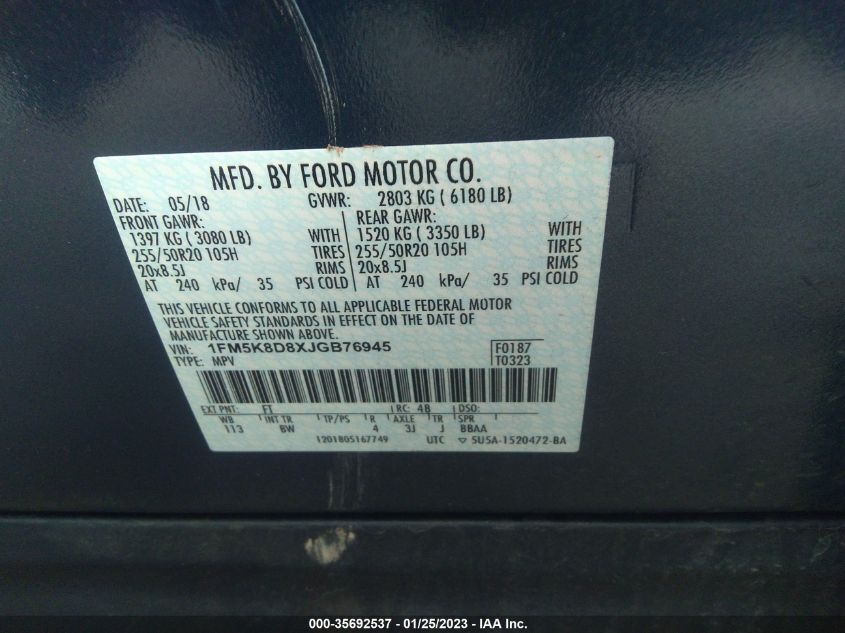 MFD. BY FORD MOTOR CO.
DATE: 05/18 GVWR: 2803 KG ( 6180 LB)
FRONT GAWR: REAR GAWR:
1397 KG ( 3080 LB) WITH 1520 KG ( 3350 LB) WITH
255/50R20 105H TIRES 255/50R20 105H TIRES
20x8.5J RIMS 20x8.5J RIMS
AT 240 kPa/ 35 PSI COLD AT 240 kPa/ 35 PSI COLD
THIS VEHICLE CONFORMS TO ALL APPLICABLE FEDERAL MOTOR
VEHICLE SAFETY STANDARDS IN EFFECT ON THE DATE OF
MANUFACTURE SHOWN ABOVE.
VIN: 1FM5K8D8XJGB76945 F0187
TYPE: MPV T0323
EXT PNT: FT RC: 4B DSO:
WB INT TR TP/PS R AXLE TR SPR
113 BW 4 3J J BBAA
1201805167749 UTC ▽ 5U5A-1520472-BA
000-35692537 - 01/25/2023 - IAA Inc.